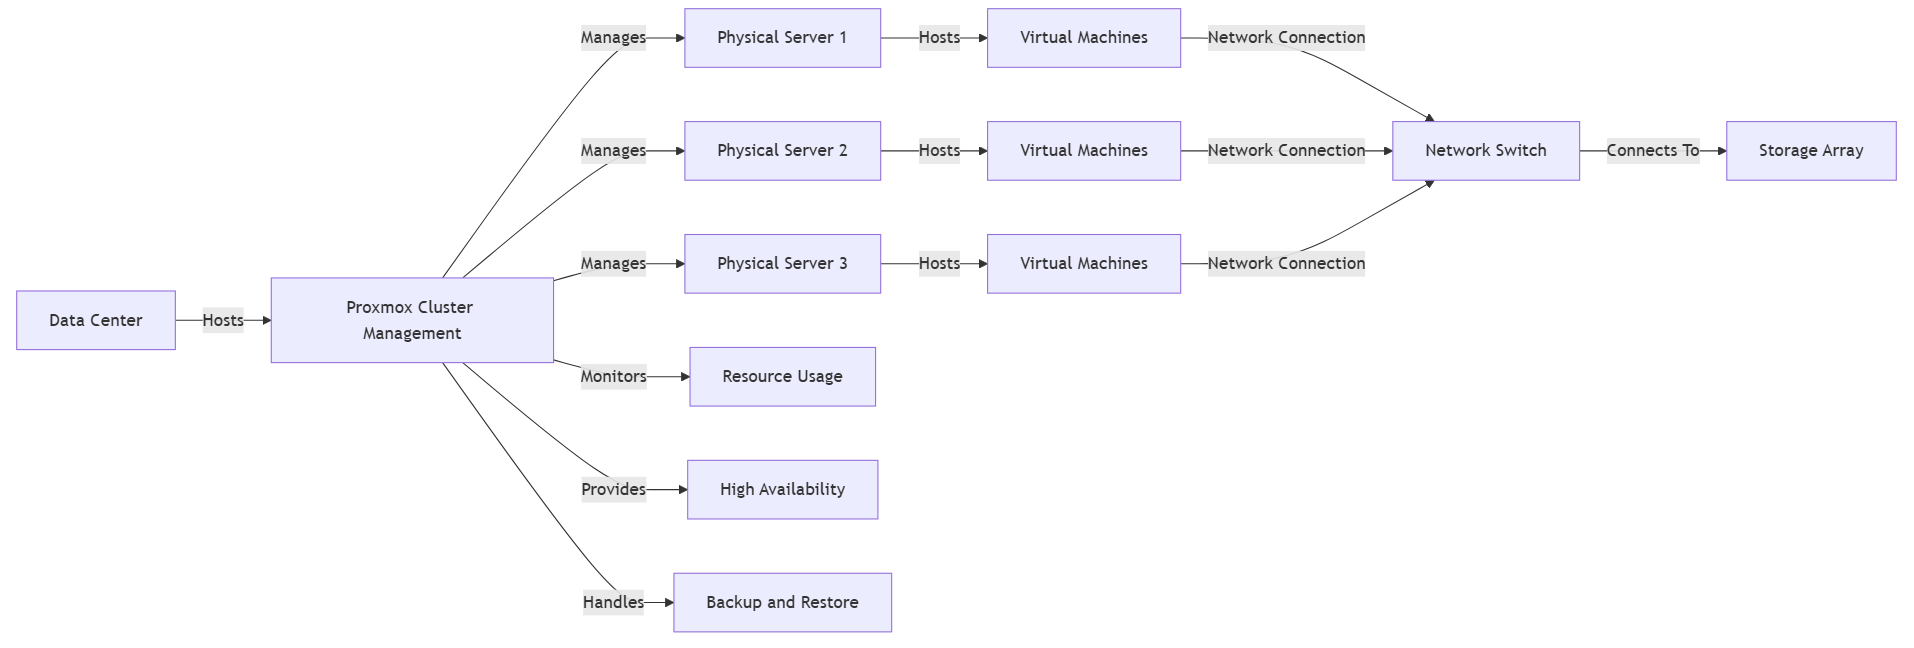 Manages
Physical Server 1
Hosts
Virtual Machines
Network Connection
Manages
Physical Server 2
Hosts
Virtual Machines
Network Connection
Network Switch
Connects To
Storage Array
Manages
Physical Server 3
Hosts
Virtual Machines
Network Connection
Data Center
Hosts
Proxmox Cluster
Management
Monitors
Resource Usage
Provides
High Availability
Handles
Backup and Restore